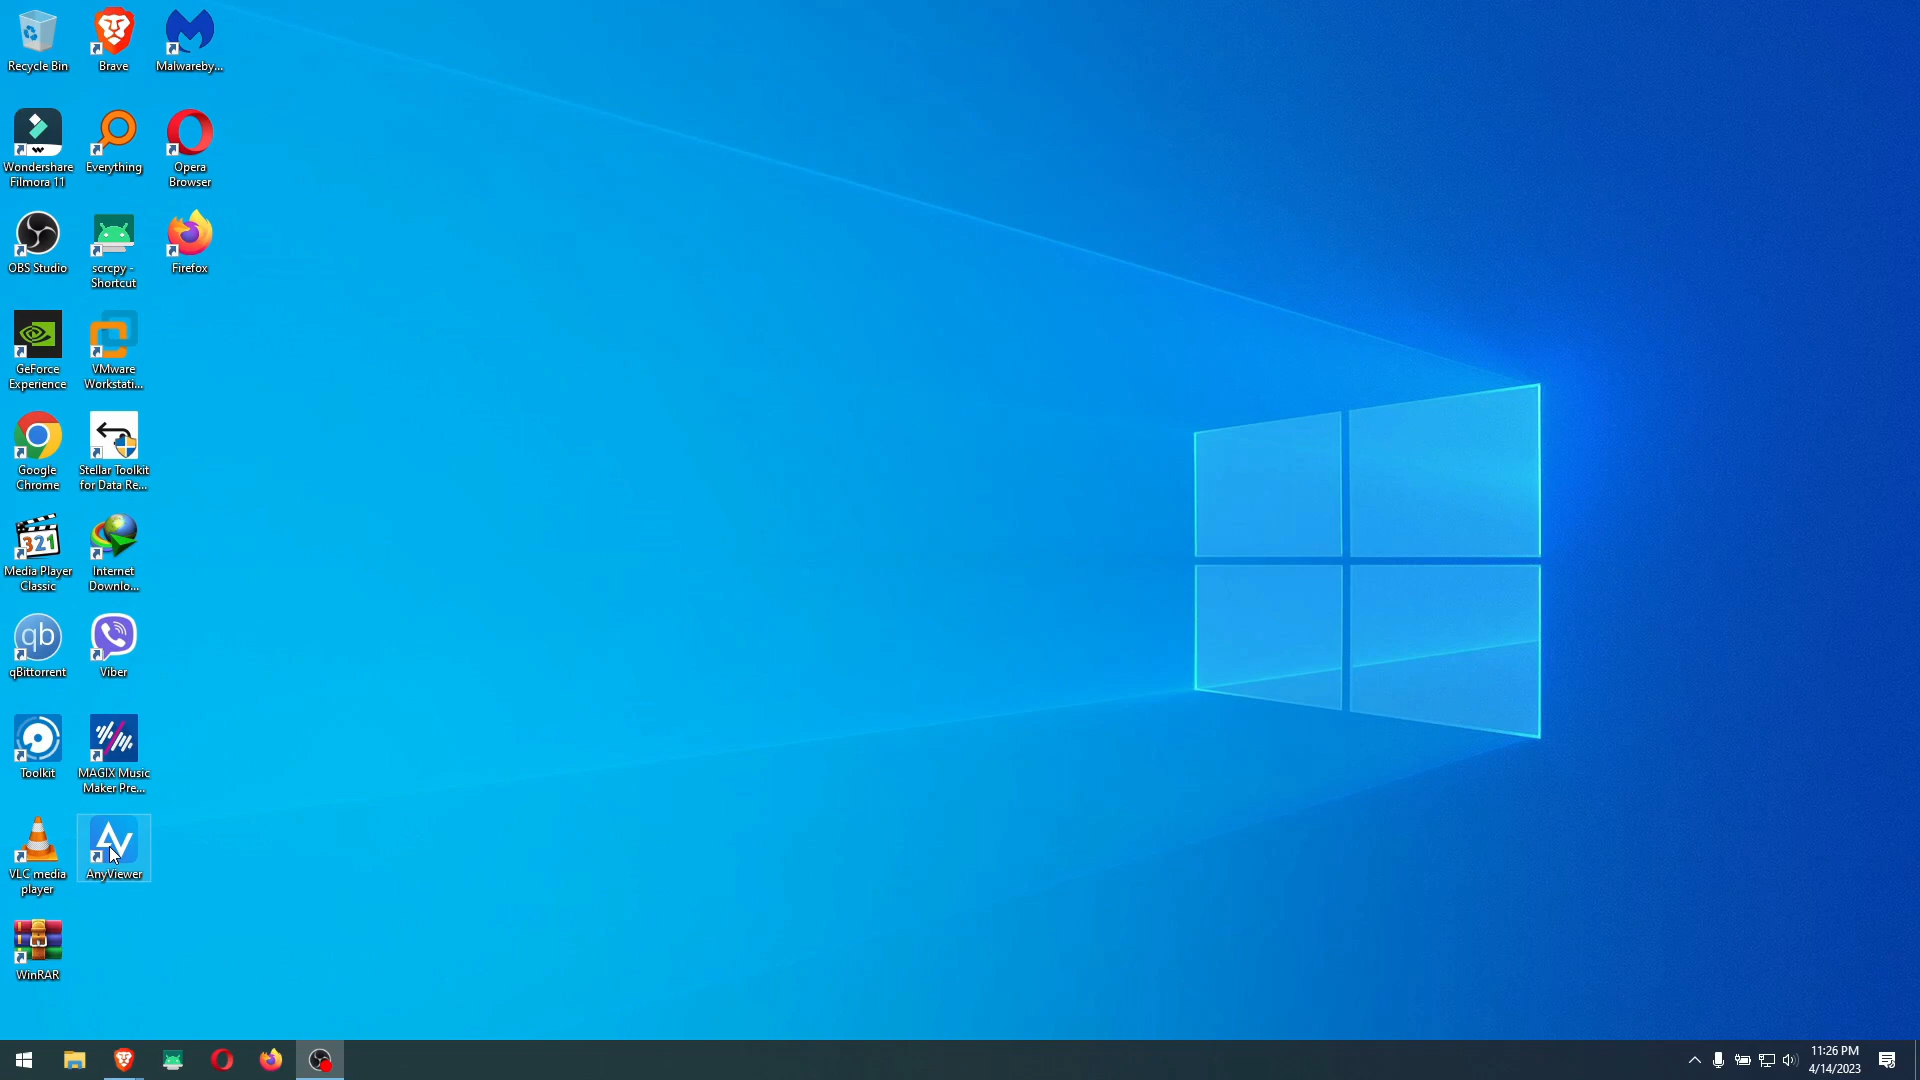 Recycle Bin
Brave
Malwareby...
Wondershare
Filmora 11
Everything
Opera
Browser
OBS Studio
scrcpy -
Shortcut
Firefox
GeForce
Experience
VMware
Workstati...
Google
Chrome
Stellar Toolkit
for Data Re...
321
Media Player
Classic
Internet
Downlo...
qb
qBittorrent
Viber
Toolkit
MAGIX Music
Maker Pre...
VLC media
player
AnyViewer
WinRAR
11:26 PM
4/14/2023